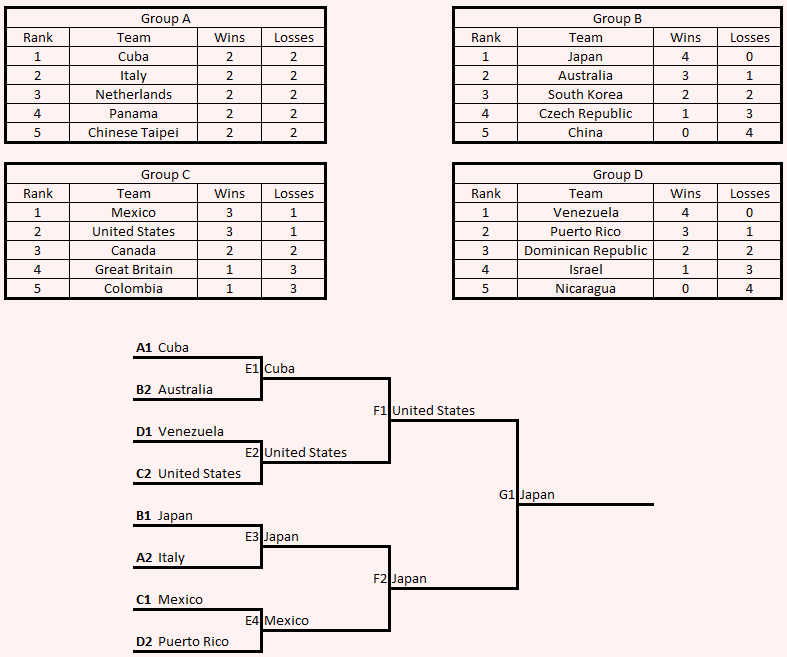 Group A
Rank Team Wins Losses
1 Cuba 2 2
2 Italy 2 2
3 Netherlands 2 2
4 Panama 2 2
5 Chinese Taipei 2 2
Group B
Rank Team Wins Losses
1 Japan 4 0
2 Australia 3 1
3 South Korea 2 2
4 Czech Republic 1 3
5 China 0 4
Group C
Rank Team Wins Losses
1 Mexico 3 1
2 United States 3 1
3 Canada 2 2
4 Great Britain 1 3
5 Colombia 1 3
Group D
Rank Team Wins Losses
1 Venezuela 4 0
2 Puerto Rico 3 1
3 Dominican Republic 2 2
4 Israel 1 3
5 Nicaragua 0 4
A1 Cuba
E1 Cuba
B2 Australia
F1 United States
D1 Venezuela
E2 United States
C2 United States
G1 Japan
B1 Japan
E3 Japan
A2 Italy
F2 Japan
C1 Mexico
E4 Mexico
D2 Puerto Rico